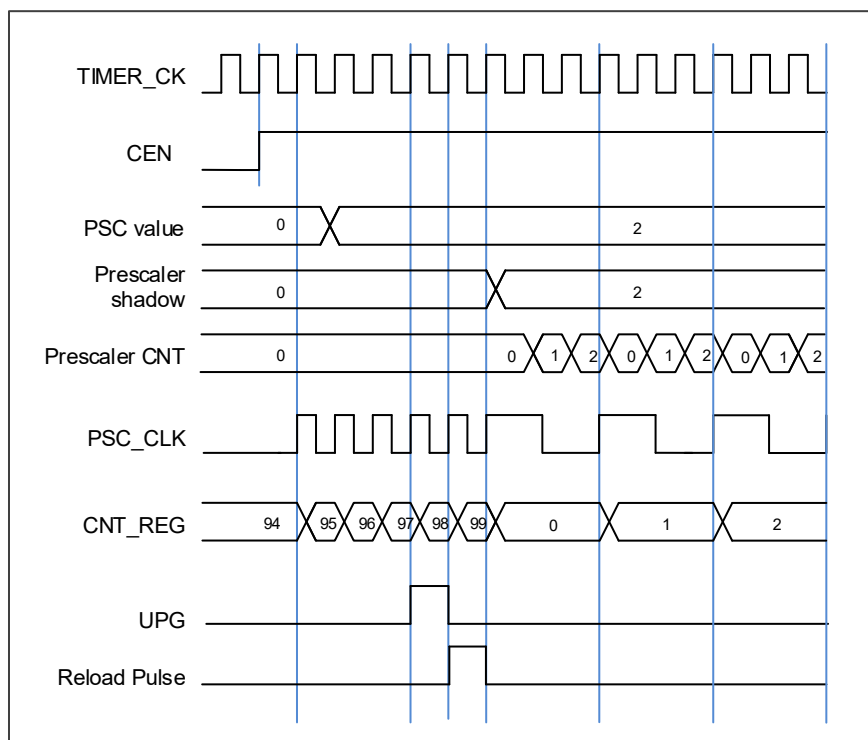 TIMER_CK
CEN
PSC value 0 2
Prescaler
shadow 0 2
Prescaler CNT 0 0 1 2 0 1 2 0 1 2
PSC_CLK
CNT_REG 94 95 96 97 98 99 0 1 2
UPG
Reload Pulse